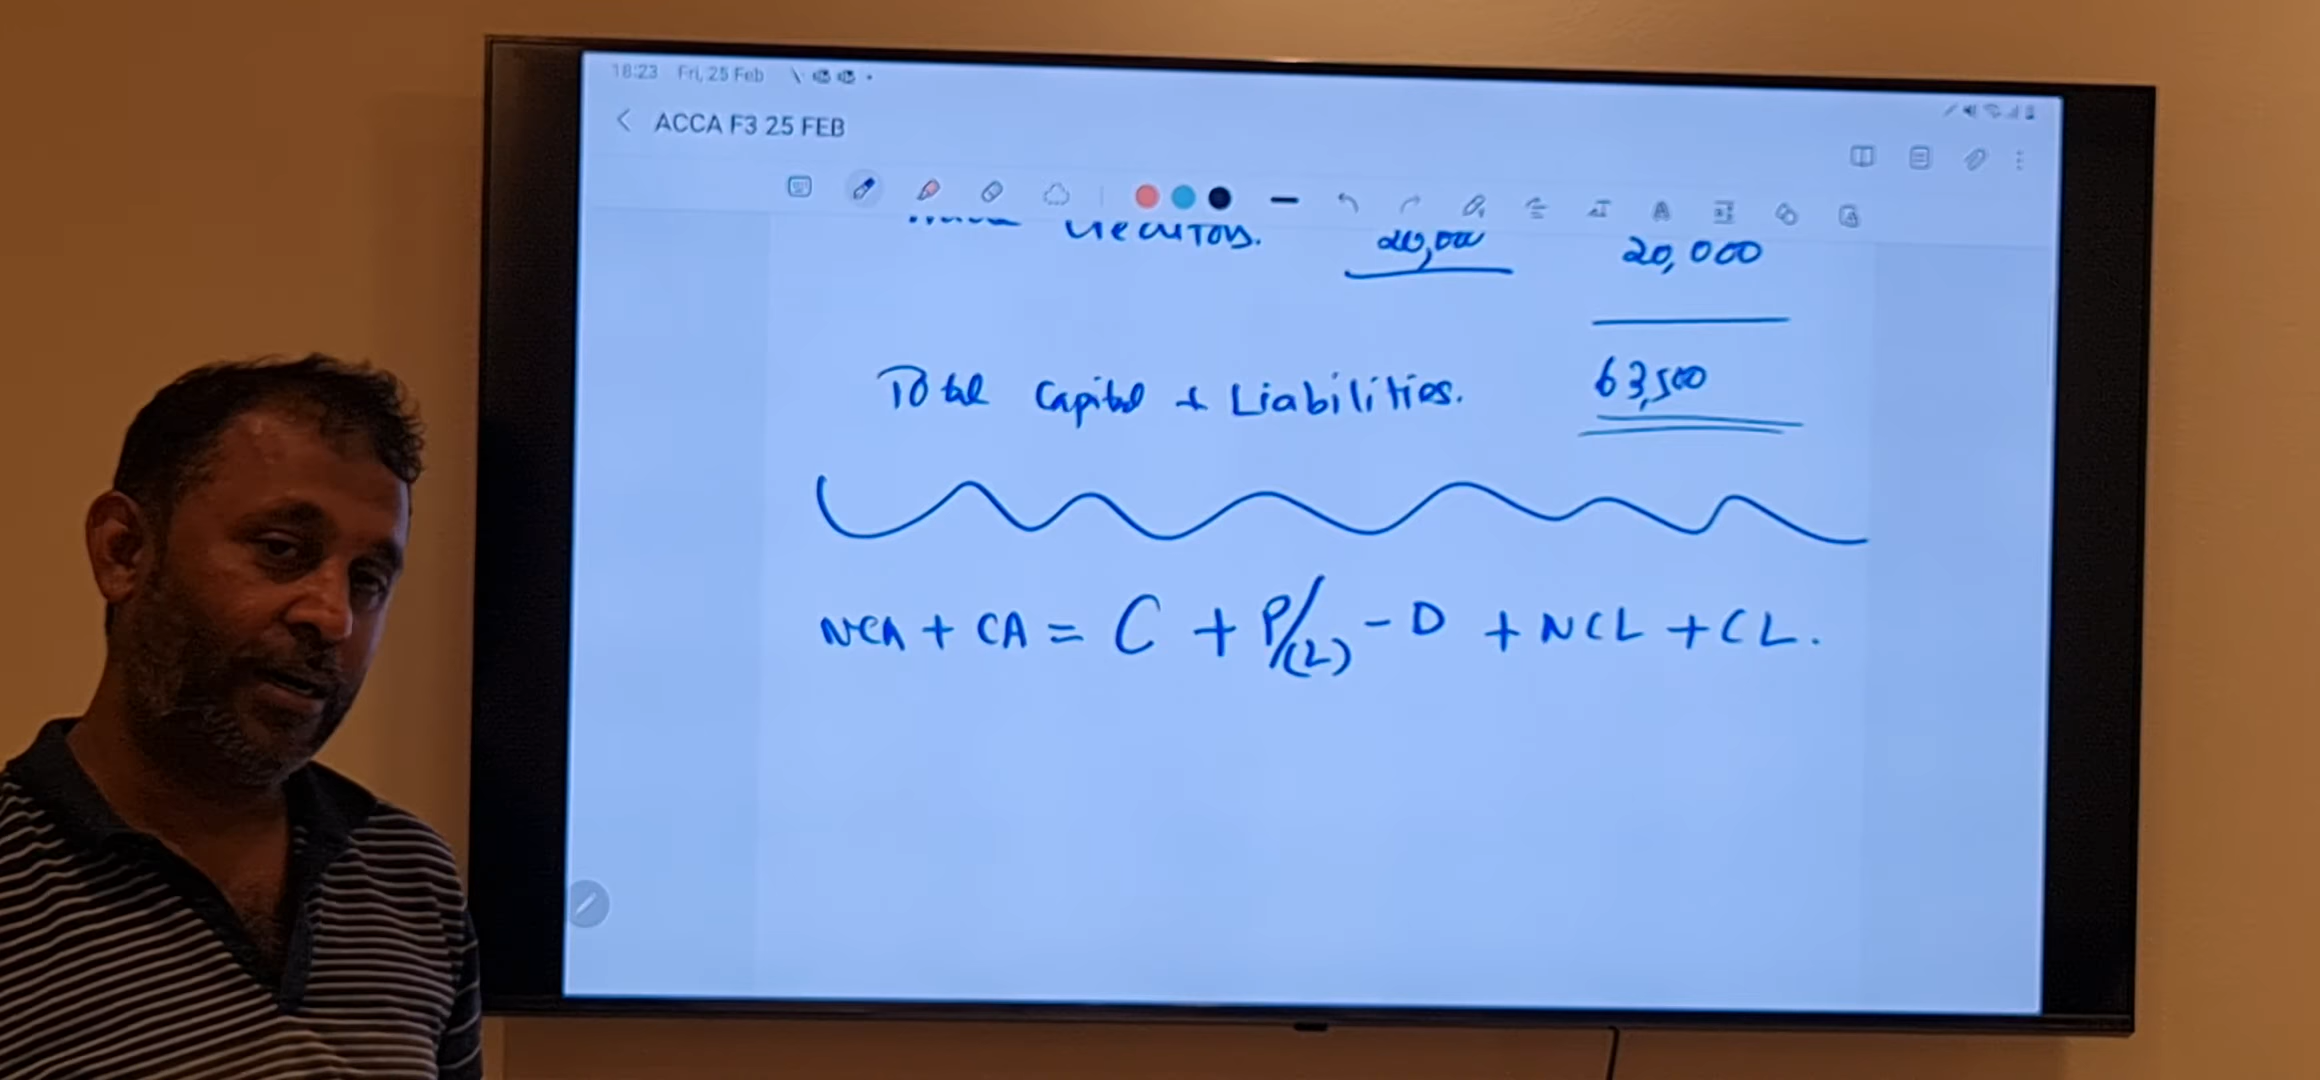 18:23 Fri, 25 Feb
ACCA F3 25 FEB
creditors. 20,000 20,000
Total Capital + Liabilities. 63,500
NCA + CA = C + P/(L) - D + NCL + CL.